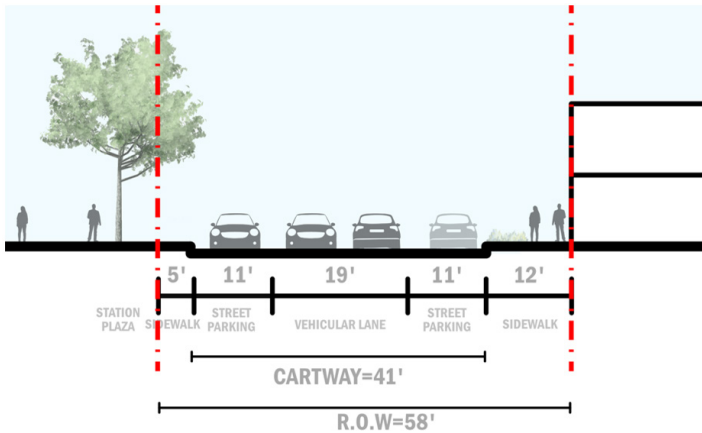 5' 11' 19' 11' 12'
STATION PLAZA
SIDEWALK
STREET PARKING
VEHICULAR LANE
STREET PARKING
SIDEWALK
CARTWAY=41'
R.O.W=58'